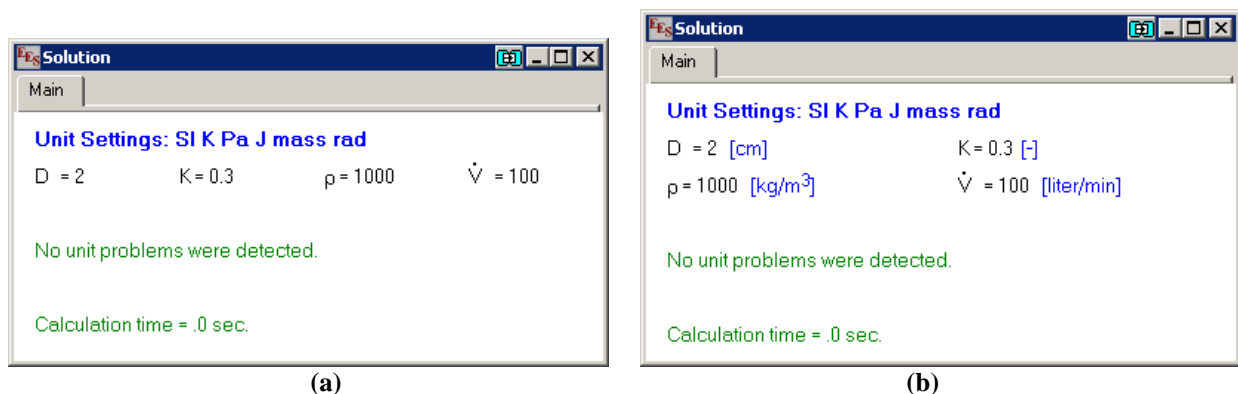 EES Solution
Main
Unit Settings: SI K Pa J mass rad
D = 2 K = 0.3 ρ = 1000 V̇ = 100
No unit problems were detected.
Calculation time = .0 sec.
(a)
EES Solution
Main
Unit Settings: SI K Pa J mass rad
D = 2 [cm] K = 0.3 [-]
ρ = 1000 [kg/m³] V̇ = 100 [liter/min]
No unit problems were detected.
Calculation time = .0 sec.
(b)